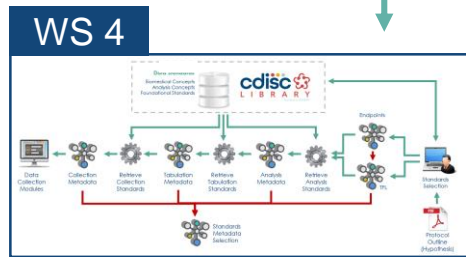 WS 4
Biomedical Concepts
Analysis Concepts
Foundational Standards
cdisc
LIBRARY
Endpoints
Data
Collection
Modules
Collection
Metadata
Retrieve
Collection
Standards
Tabulation
Metadata
Retrieve
Tabulation
Standards
Analysis
Metadata
Retrieve
Analysis
Standards
TFL
Standards
Selection
Standards
Metadata
Selection
PDF
Protocol
Outline
(Hypothesis)